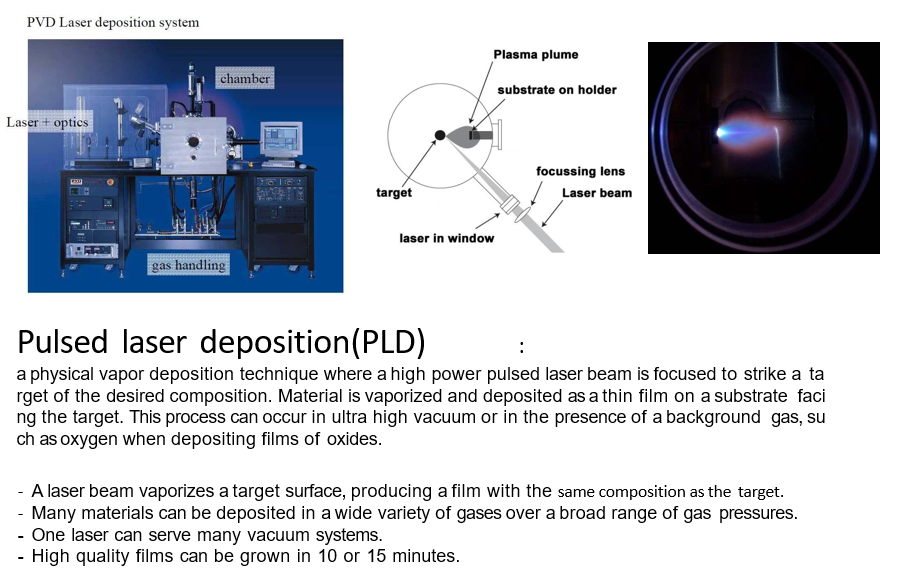 PVD Laser deposition system
chamber
Laser + optics
gas handling
Plasma plume
substrate on holder
target
focussing lens
Laser beam
laser in window
Pulsed laser deposition(PLD) :
a physical vapor deposition technique where a high power pulsed laser beam is focused to strike a ta
rget of the desired composition. Material is vaporized and deposited as a thin film on a substrate faci
ng the target. This process can occur in ultra high vacuum or in the presence of a background gas, su
ch as oxygen when depositing films of oxides.
- A laser beam vaporizes a target surface, producing a film with the same composition as the target.
- Many materials can be deposited in a wide variety of gases over a broad range of gas pressures.
- One laser can serve many vacuum systems.
- High quality films can be grown in 10 or 15 minutes.